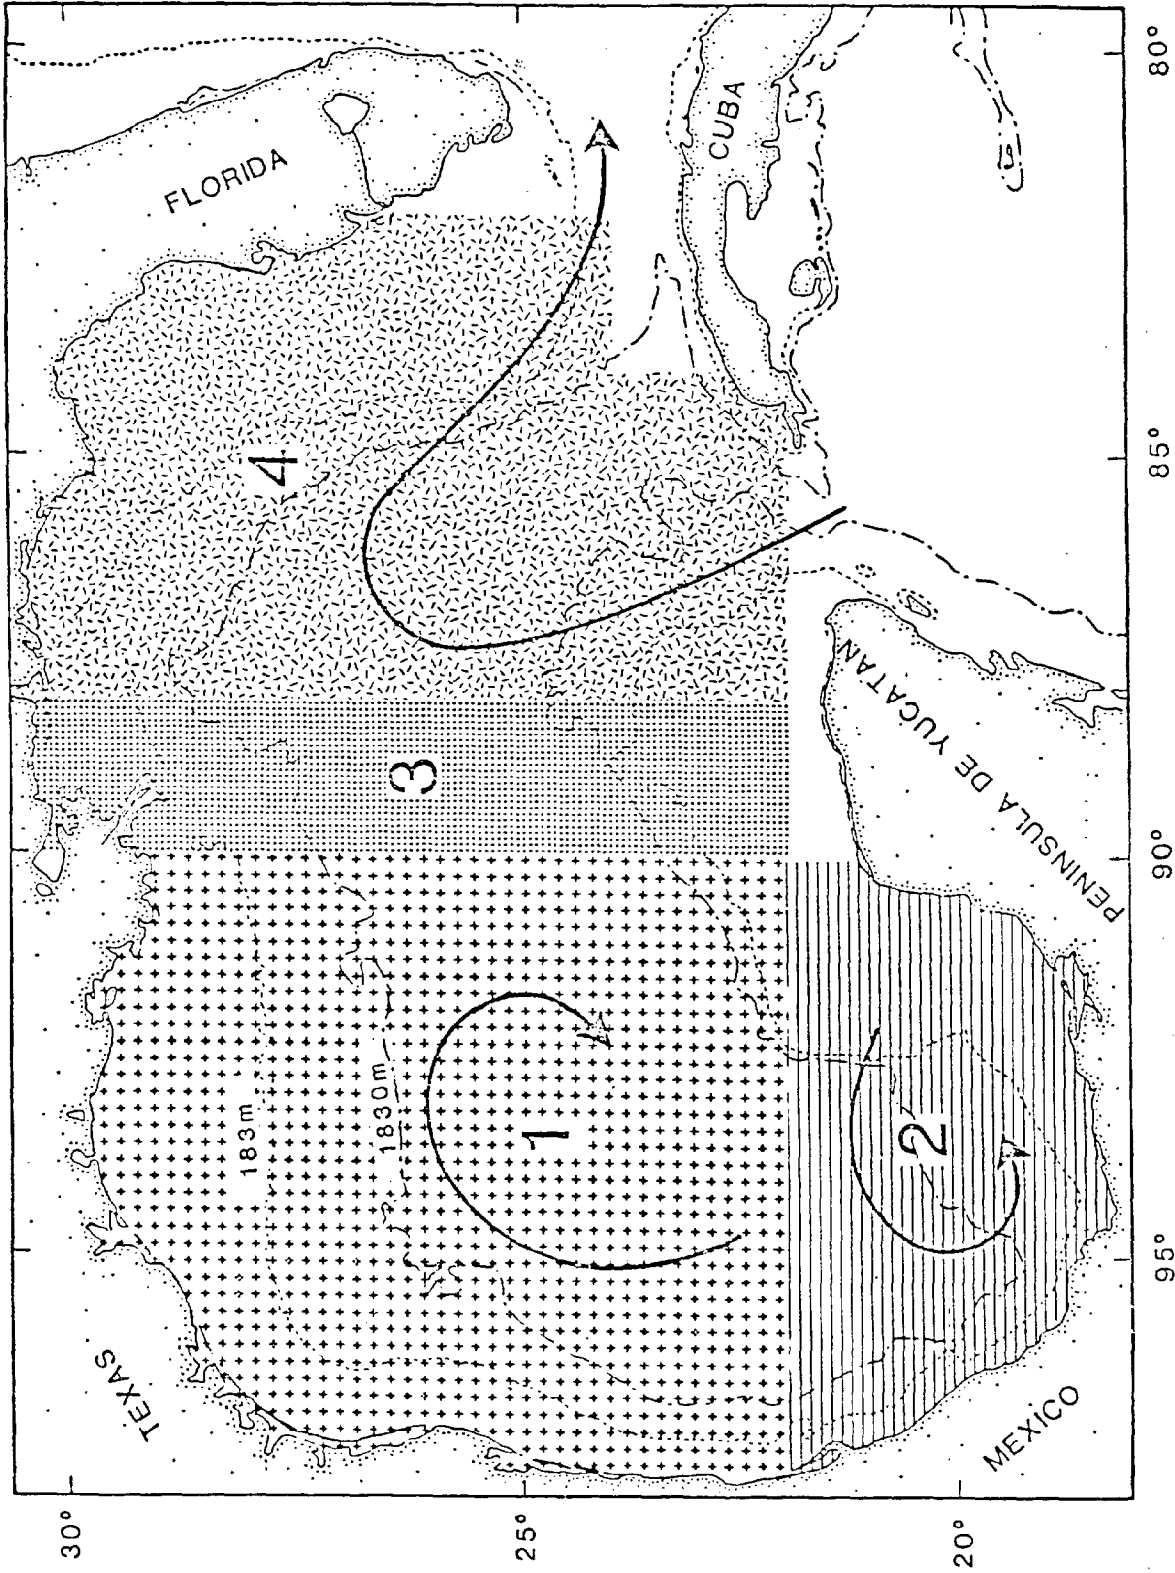 TEXAS
FLORIDA
CUBA
MEXICO
PENINSULA DE YUCATAN
183m
1830m
1
2
3
4
30°
25°
20°
95°
90°
85°
80°